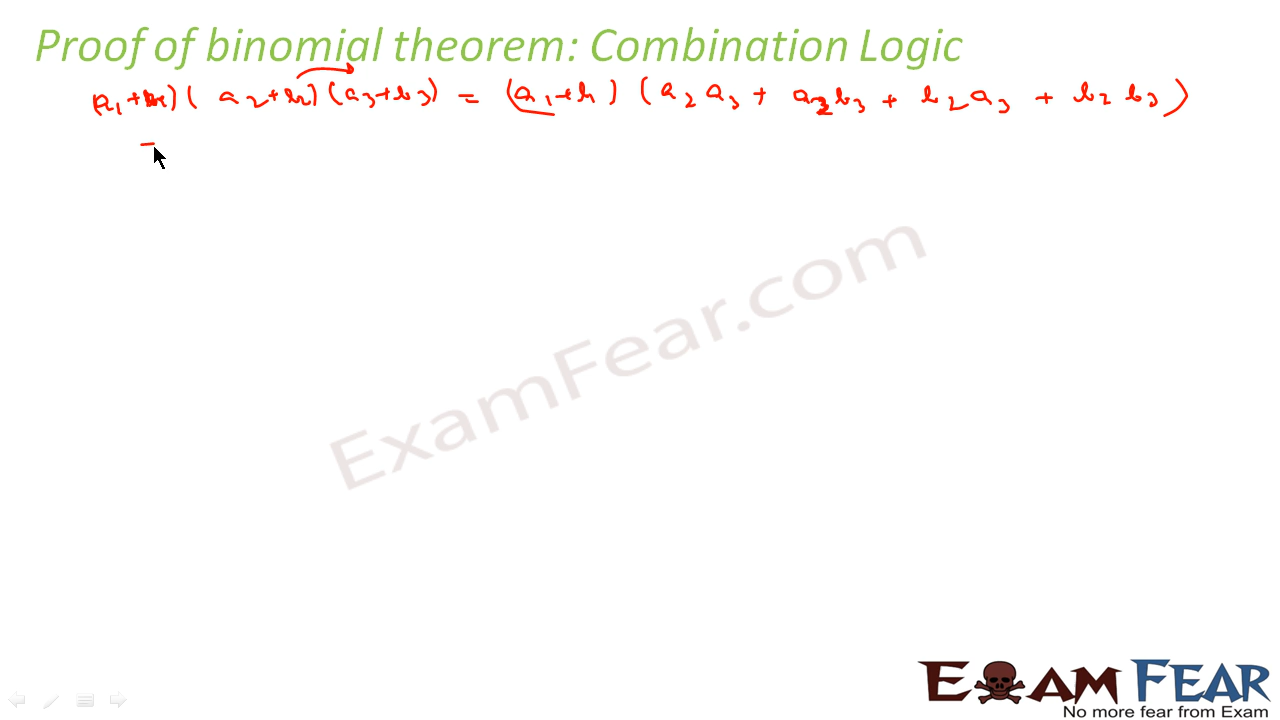 Proof of binomial theorem: Combination Logic
(a₁+b₁)( a₂+b₂)(a₃+b₃) = (a₁+b₁) (a₂a₃ + a₂b₃ + b₂a₃ + b₂b₃)
ExamFear.com
EXAM FEAR
No more fear from Exam